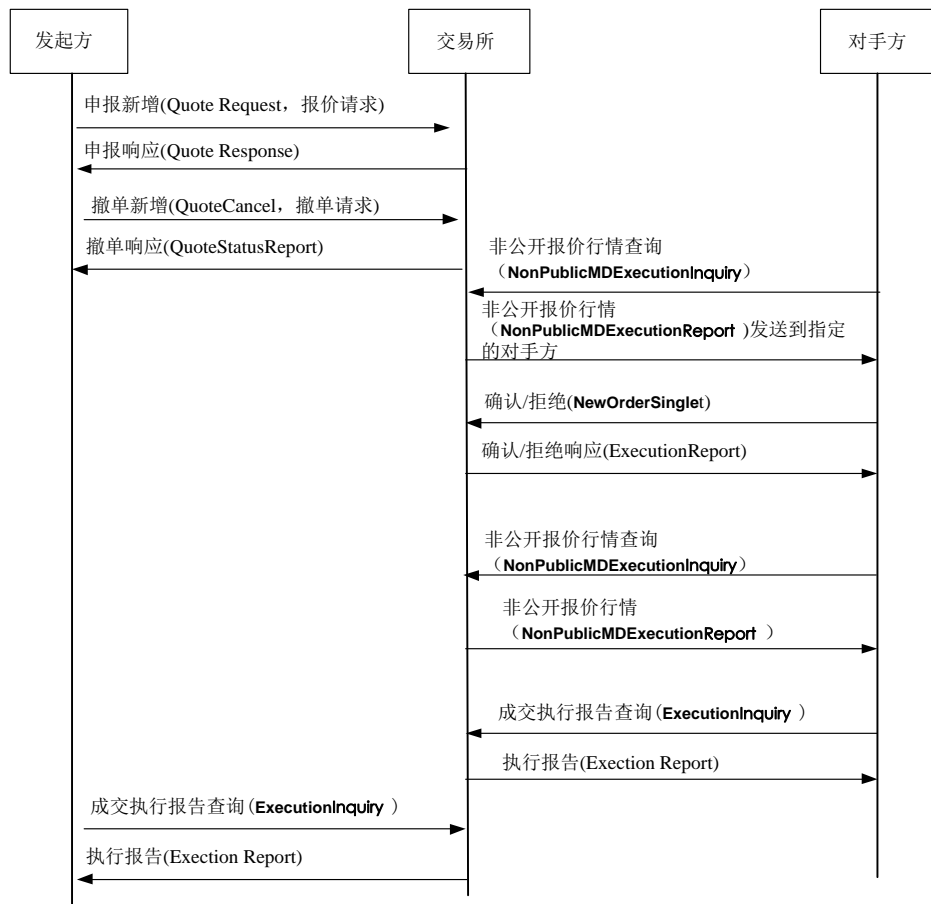 发起方
交易所
对手方
申报新增(Quote Request，报价请求)
申报响应(Quote Response)
撤单新增(QuoteCancel，撤单请求)
撤单响应(QuoteStatusReport)
非公开报价行情查询
（NonPublicMDExecutionInquiry）
非公开报价行情
（NonPublicMDExecutionReport )发送到指定
的对手方
确认/拒绝(NewOrderSinglet)
确认/拒绝响应(ExecutionReport)
非公开报价行情查询
（NonPublicMDExecutionInquiry）
非公开报价行情
（NonPublicMDExecutionReport ）
成交执行报告查询(ExecutionInquiry )
执行报告(Exection Report)
成交执行报告查询(ExecutionInquiry )
执行报告(Exection Report)